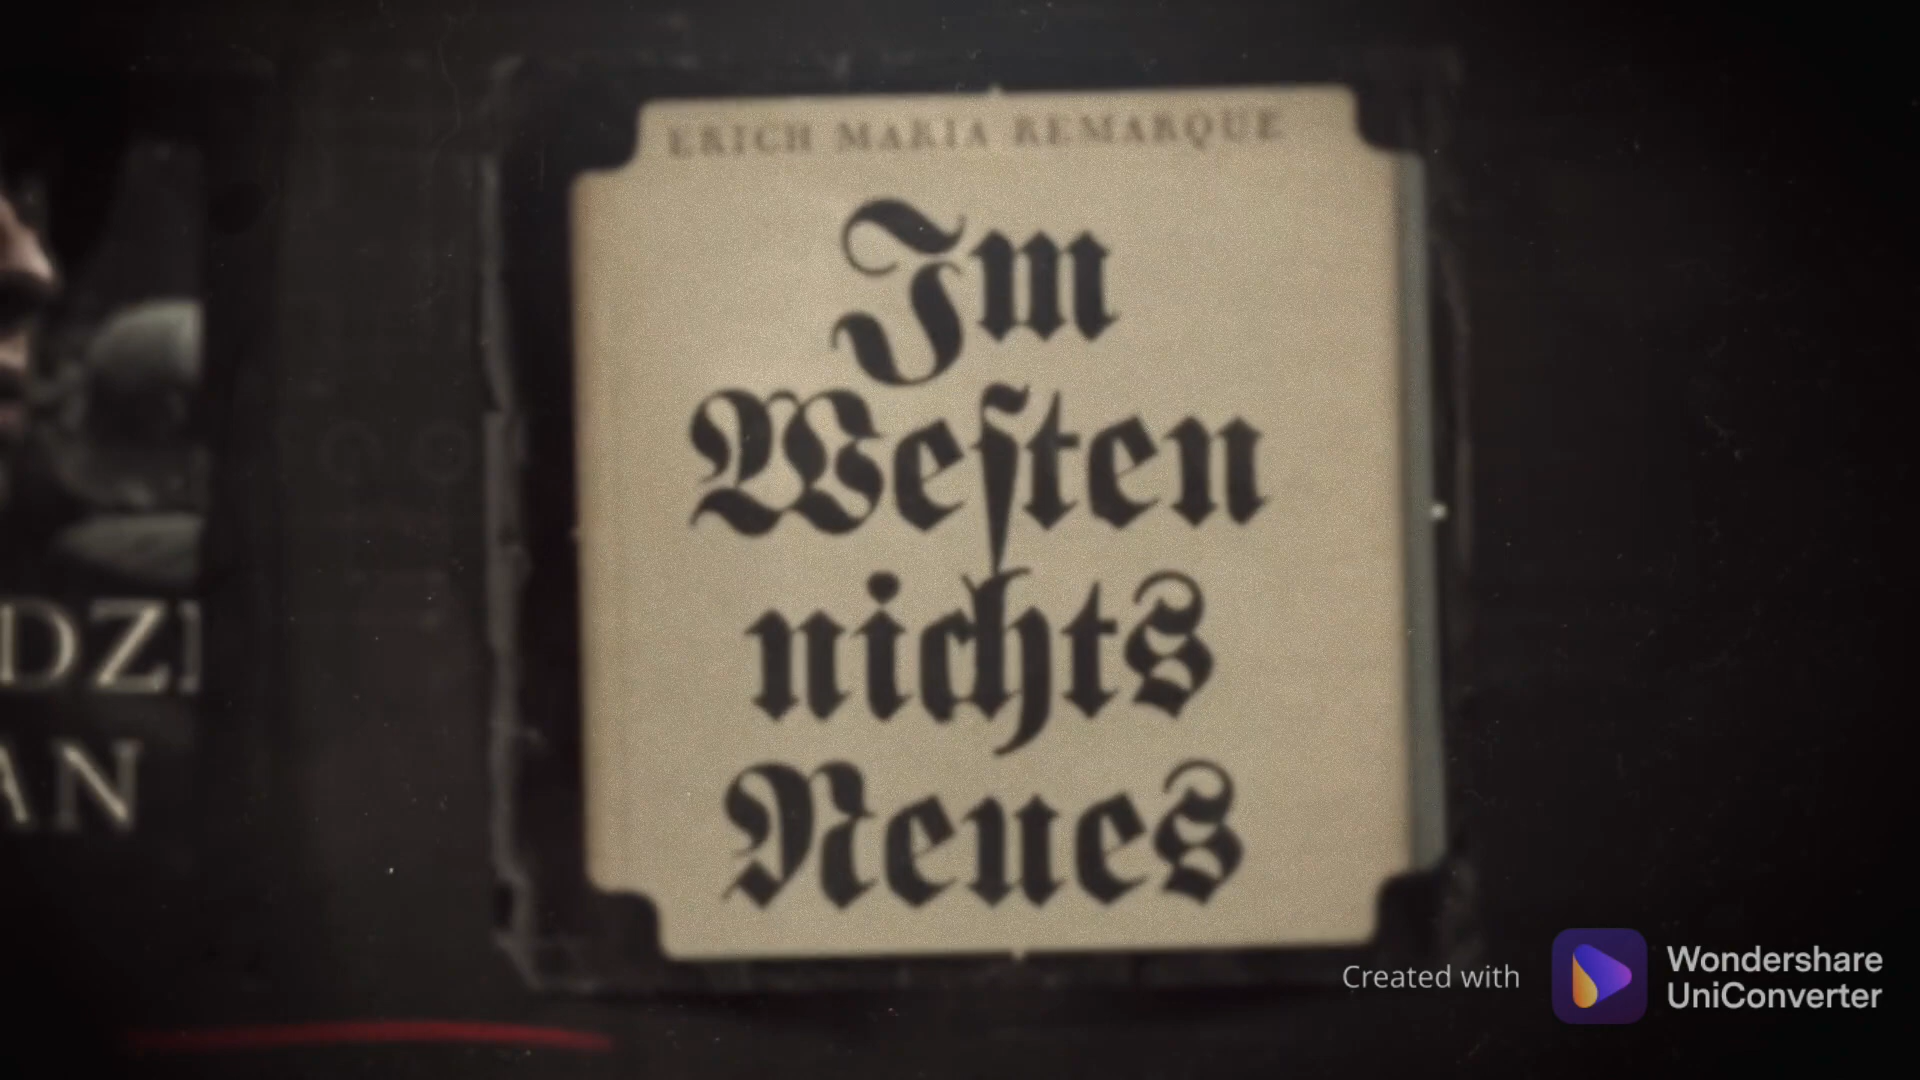 ERICH MARIA REMARQUE
Im
Weſten
nichts
Neues
DZI
AN
Created with
Wondershare
UniConverter